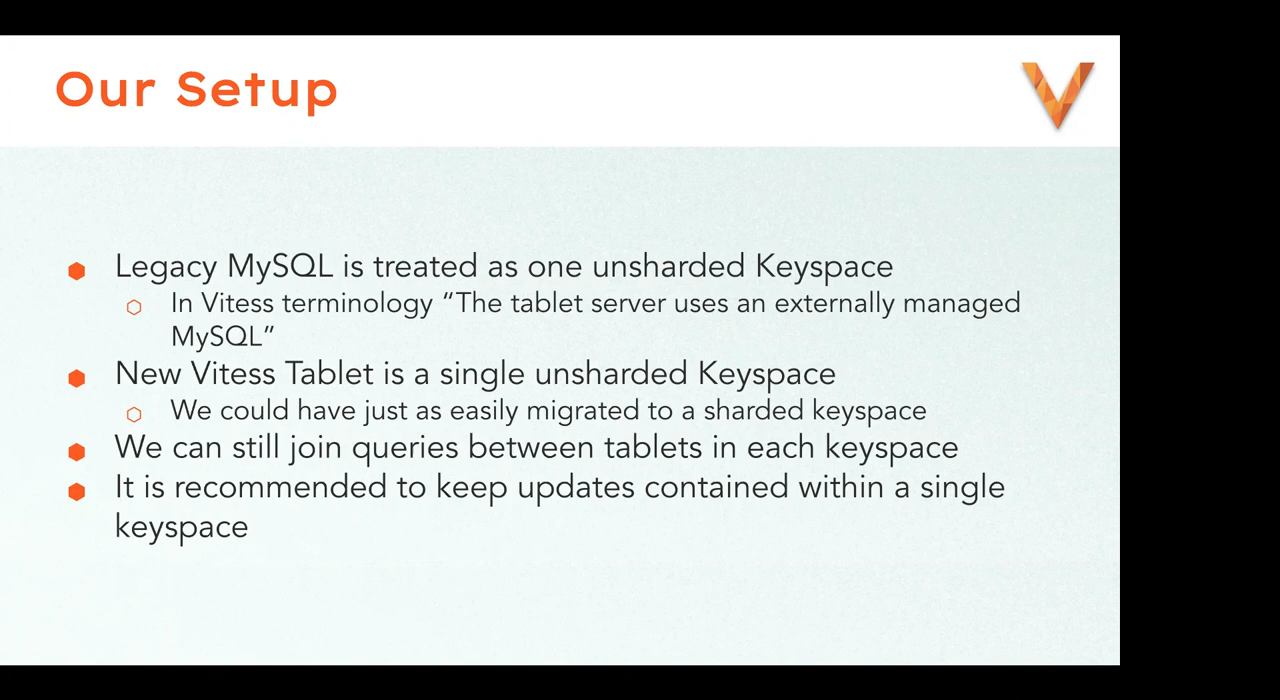 Our Setup
Legacy MySQL is treated as one unsharded Keyspace
In Vitess terminology “The tablet server uses an externally managed
MySQL”
New Vitess Tablet is a single unsharded Keyspace
We could have just as easily migrated to a sharded keyspace
We can still join queries between tablets in each keyspace
It is recommended to keep updates contained within a single
keyspace